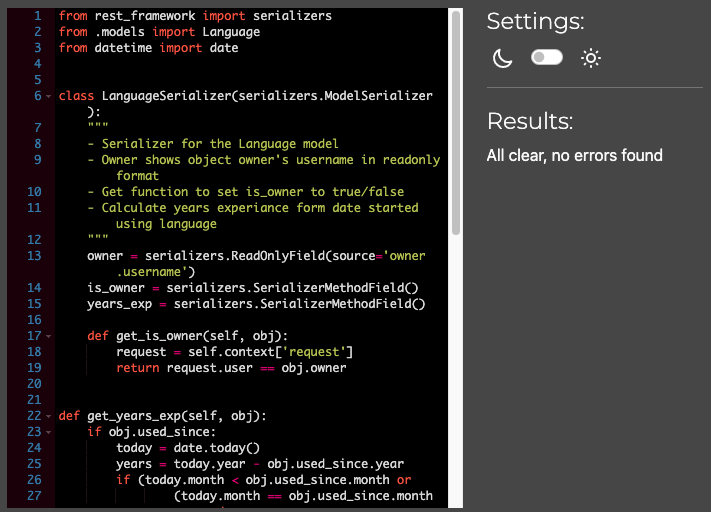 1 from rest_framework import serializers
2 from .models import Language
3 from datetime import date
4
5
6 class LanguageSerializer(serializers.ModelSerializer
):
7 """
8 - Serializer for the Language model
9 - Owner shows object owner's username in readonly
format
10 - Get function to set is_owner to true/false
11 - Calculate years experiance form date started
using language
12 """
13 owner = serializers.ReadOnlyField(source='owner
.username')
14 is_owner = serializers.SerializerMethodField()
15 years_exp = serializers.SerializerMethodField()
16
17 def get_is_owner(self, obj):
18 request = self.context['request']
19 return request.user == obj.owner
20
21
22 def get_years_exp(self, obj):
23 if obj.used_since:
24 today = date.today()
25 years = today.year - obj.used_since.year
26 if (today.month < obj.used_since.month or
27 (today.month == obj.used_since.month
Settings:
Results:
All clear, no errors found